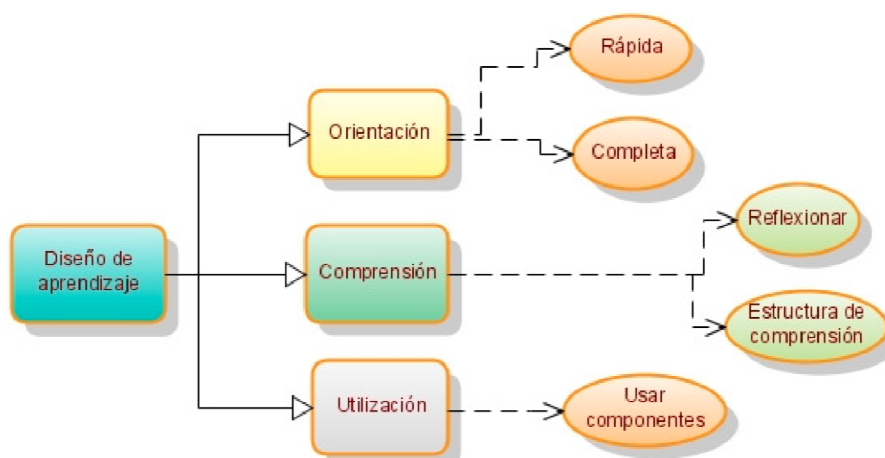 Rápida
Orientación
Completa
Reflexionar
Diseño de
aprendizaje
Comprensión
Estructura de
comprensión
Utilización
Usar
componentes